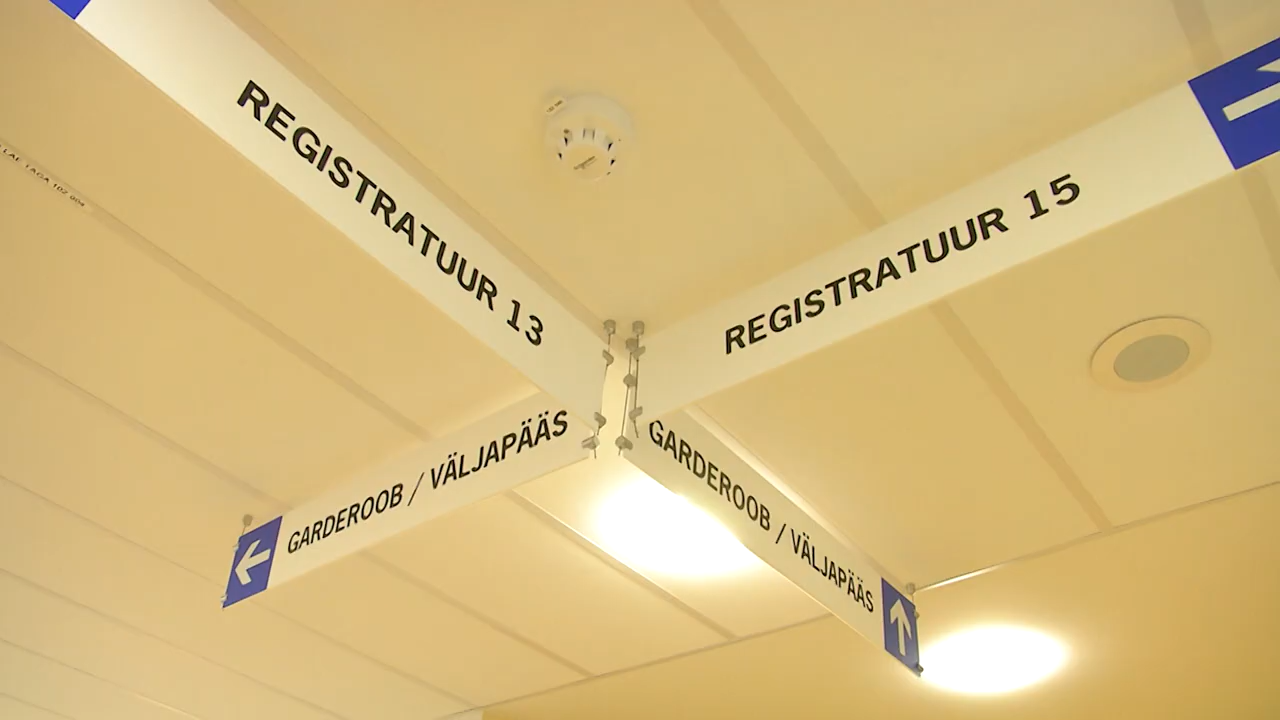 REGISTRATUUR 13
REGISTRATUUR 15
GARDEROOB / VÄLJAPÄÄS
GARDEROOB / VÄLJAPÄÄS